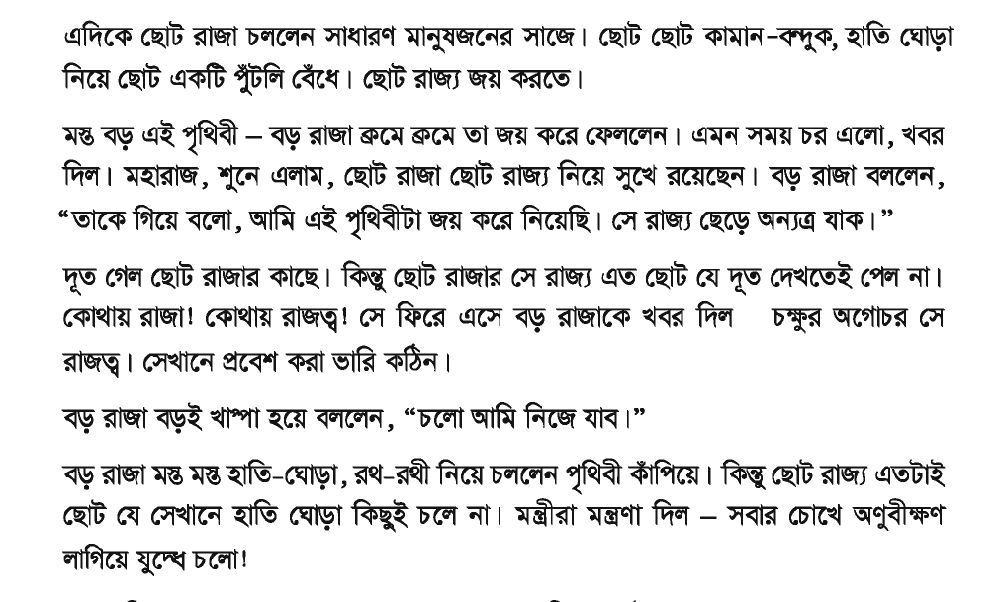 এদিকে ছোট রাজা চললেন সাধারণ মানুষজনের সাজে। ছোট ছোট কামান-বন্দুক, হাতি ঘোড়া
নিয়ে ছোট একটি পুঁটলি বেঁধে। ছোট রাজ্য জয় করতে।
মস্ত বড় এই পৃথিবী – বড় রাজা ক্রমে ক্রমে তা জয় করে ফেললেন। এমন সময় চর এলো, খবর
দিল। মহারাজ, শুনে এলাম, ছোট রাজা ছোট রাজ্য নিয়ে সুখে রয়েছেন। বড় রাজা বললেন,
“তাকে গিয়ে বলো, আমি এই পৃথিবীটা জয় করে নিয়েছি। সে রাজ্য ছেড়ে অন্যত্র যাক।”
দূত গেল ছোট রাজার কাছে। কিন্তু ছোট রাজার সে রাজ্য এত ছোট যে দূত দেখতেই পেল না।
কোথায় রাজা! কোথায় রাজত্ব! সে ফিরে এসে বড় রাজাকে খবর দিল চক্ষুর অগোচর সে
রাজত্ব। সেখানে প্রবেশ করা ভারি কঠিন।
বড় রাজা বড়ই খাপ্পা হয়ে বললেন, “চলো আমি নিজে যাব।”
বড় রাজা মস্ত মস্ত হাতি-ঘোড়া, রথ-রথী নিয়ে চললেন পৃথিবী কাঁপিয়ে। কিন্তু ছোট রাজ্য এতটাই
ছোট যে সেখানে হাতি ঘোড়া কিছুই চলে না। মন্ত্রীরা মন্ত্রণা দিল – সবার চোখে অণুবীক্ষণ
লাগিয়ে যুদ্ধে চলো!